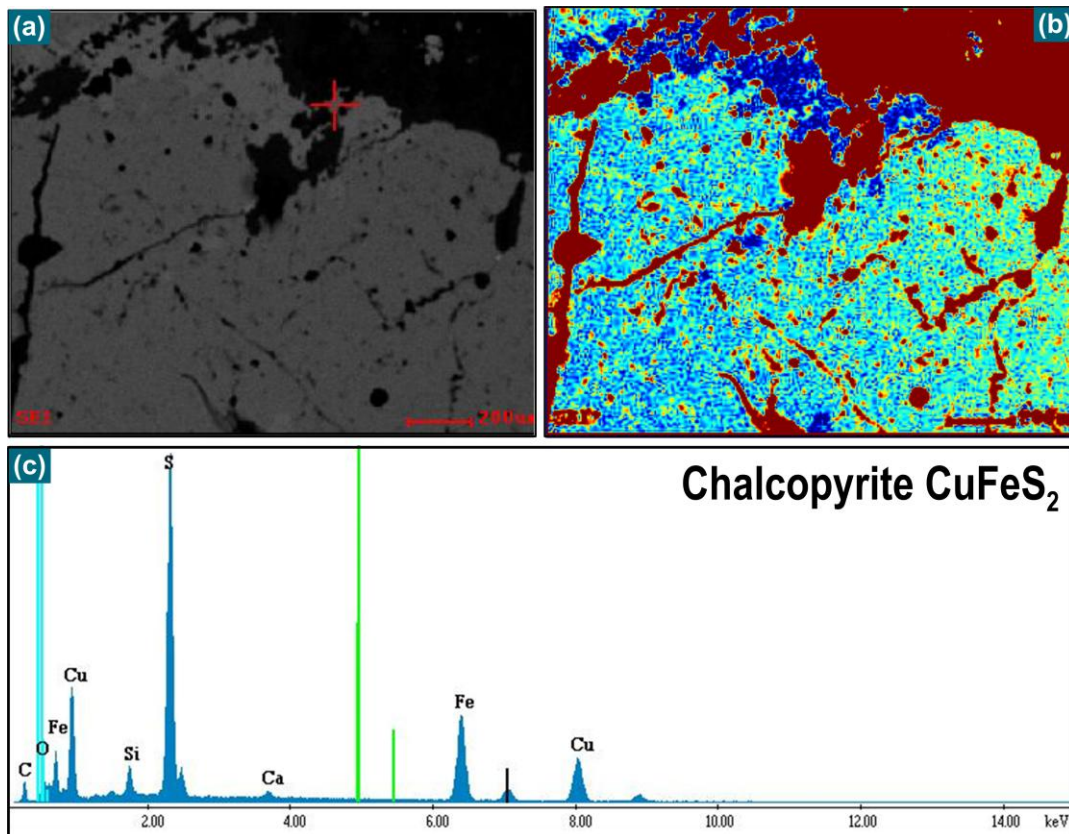 (a)
(b)
SE1
(c)
Chalcopyrite CuFeS₂
S
Cu
Fe
Fe
O
Si
Cu
C
Ca
2.00 4.00 6.00 8.00 10.00 12.00 14.00 keV